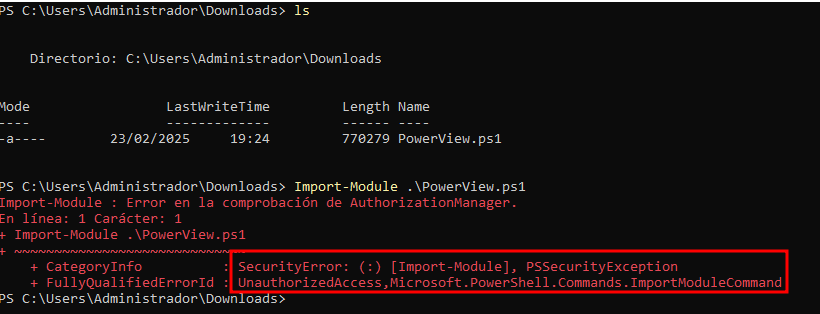 PS C:\Users\Administrador\Downloads> ls
Directorio: C:\Users\Administrador\Downloads
Mode LastWriteTime Length Name
---- ------------- ------ ----
-a---- 23/02/2025 19:24 770279 PowerView.ps1
PS C:\Users\Administrador\Downloads> Import-Module .\PowerView.ps1
Import-Module : Error en la comprobación de AuthorizationManager.
En línea: 1 Carácter: 1
+ Import-Module .\PowerView.ps1
+ ~~~~~~~~~~~~~~~~~~~~~~~~~~~~~
+ CategoryInfo : SecurityError: (:) [Import-Module], PSSecurityException
+ FullyQualifiedErrorId : UnauthorizedAccess,Microsoft.PowerShell.Commands.ImportModuleCommand
PS C:\Users\Administrador\Downloads>